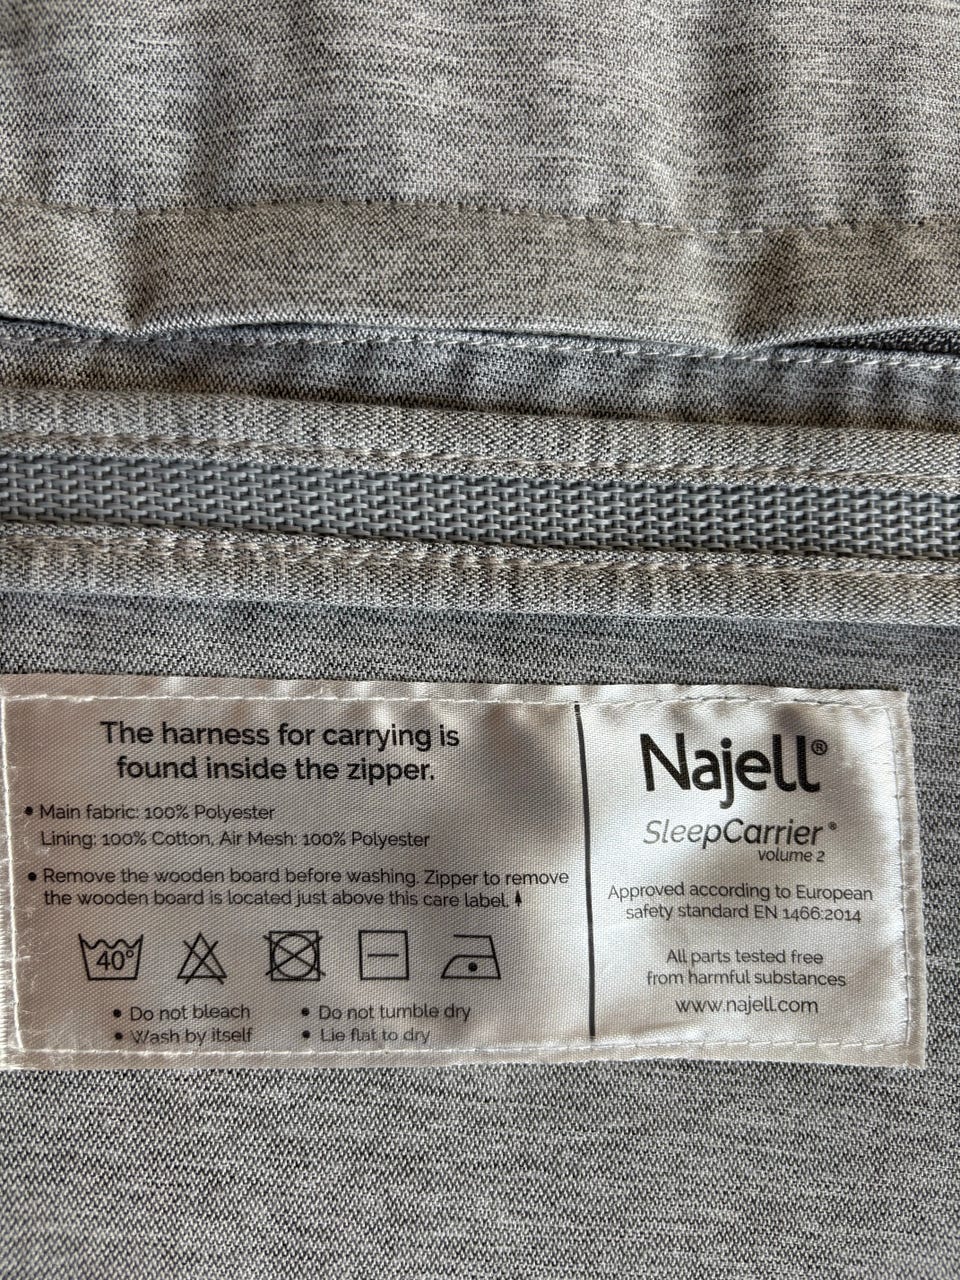 The harness for carrying is
found inside the zipper.
• Main fabric: 100% Polyester
Lining: 100% Cotton, Air Mesh: 100% Polyester
• Remove the wooden board before washing. Zipper to remove
the wooden board is located just above this care label.
40°
• Do not bleach
• Do not tumble dry
• Wash by itself
• Lie flat to dry
Najell®
SleepCarrier®
volume 2
Approved according to European
safety standard EN 1466:2014
All parts tested free
from harmful substances
www.najell.com